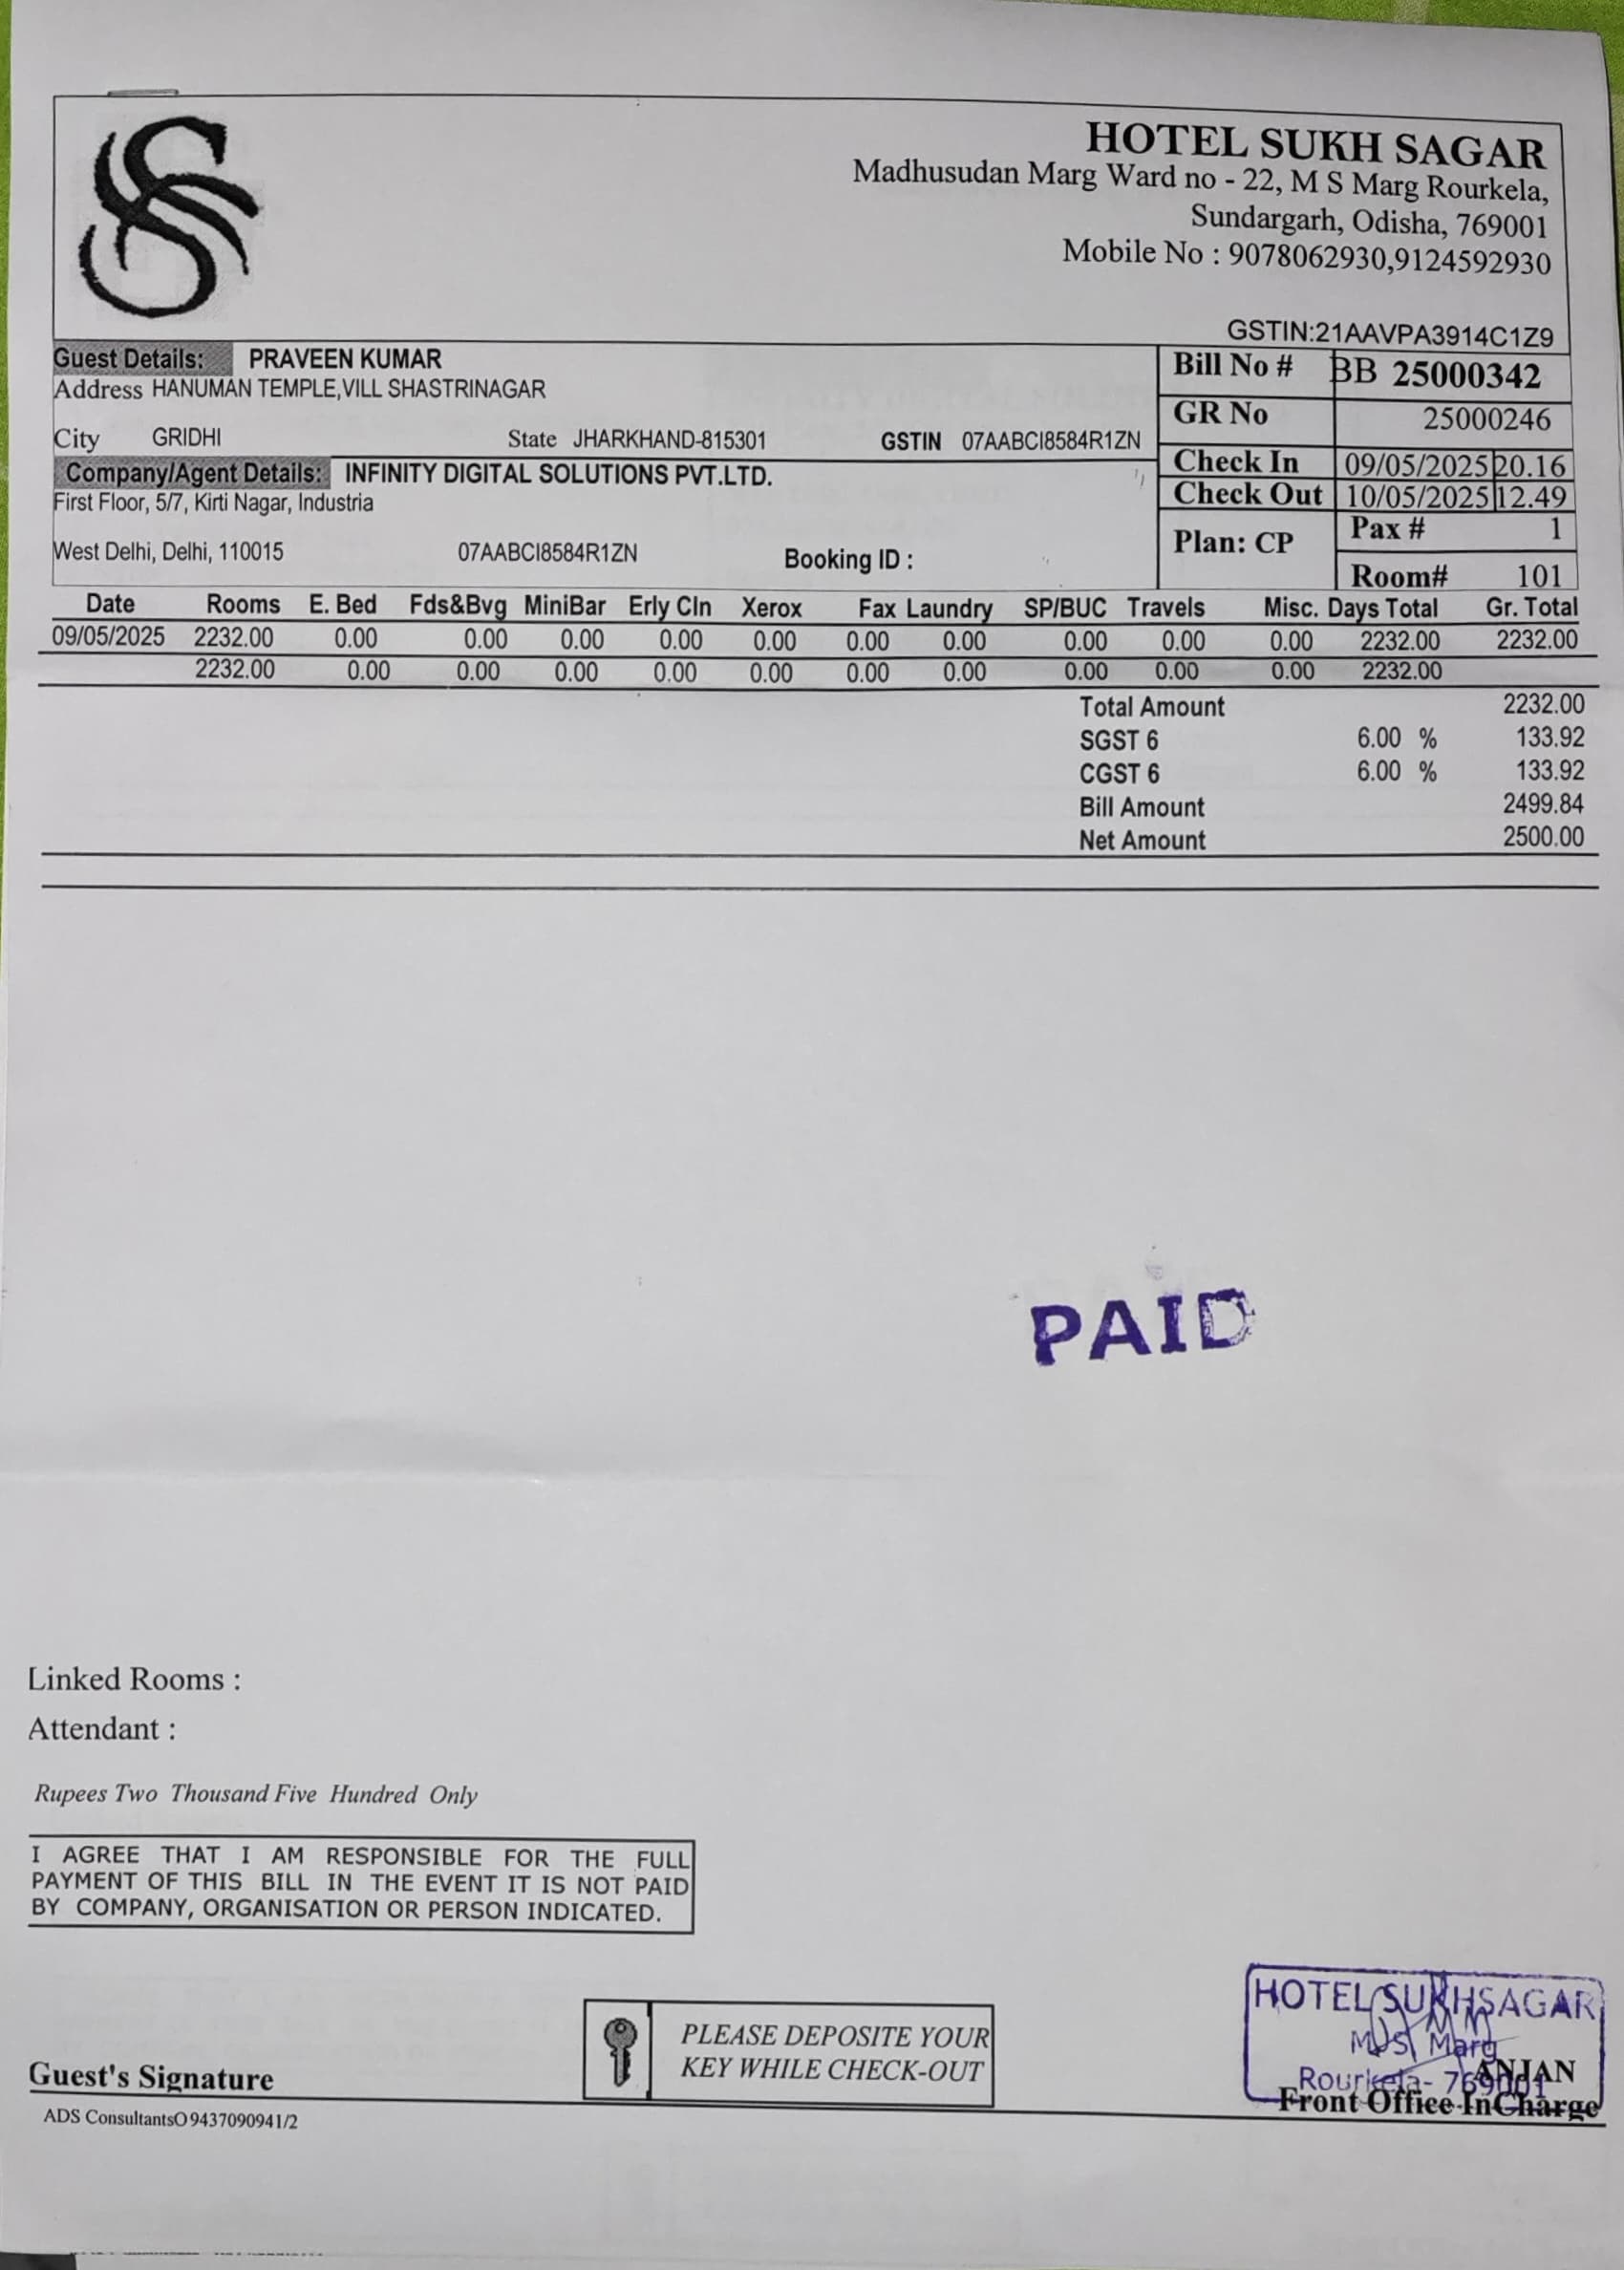 HOTEL SUKH SAGAR
Madhusudan Marg Ward no - 22, M S Marg Rourkela,
Sundargarh, Odisha, 769001
Mobile No : 9078062930,9124592930
GSTIN:21AAVPA3914C1Z9
Guest Details: PRAVEEN KUMAR
Address HANUMAN TEMPLE,VILL SHASTRINAGAR
City GRIDHI State JHARKHAND-815301 GSTIN 07AABCI8584R1ZN
Company/Agent Details: INFINITY DIGITAL SOLUTIONS PVT.LTD.
First Floor, 5/7, Kirti Nagar, Industria
West Delhi, Delhi, 110015 07AABCI8584R1ZN Booking ID :
Bill No # BB 25000342
GR No 25000246
Check In 09/05/2025 20.16
Check Out 10/05/2025 12.49
Plan: CP Pax # 1
Room# 101
Date Rooms E. Bed Fds&Bvg MiniBar Erly CIn Xerox Fax Laundry SP/BUC Travels Misc. Days Total Gr. Total
09/05/2025 2232.00 0.00 0.00 0.00 0.00 0.00 0.00 0.00 0.00 0.00 0.00 2232.00 2232.00
2232.00 0.00 0.00 0.00 0.00 0.00 0.00 0.00 0.00 0.00 0.00 2232.00
Total Amount 2232.00
SGST 6 6.00 % 133.92
CGST 6 6.00 % 133.92
Bill Amount 2499.84
Net Amount 2500.00
PAID
Linked Rooms :
Attendant :
Rupees Two Thousand Five Hundred Only
I AGREE THAT I AM RESPONSIBLE FOR THE FULL
PAYMENT OF THIS BILL IN THE EVENT IT IS NOT PAID
BY COMPANY, ORGANISATION OR PERSON INDICATED.
PLEASE DEPOSITE YOUR
KEY WHILE CHECK-OUT
HOTEL SUKHSAGAR
M.S. Marg
Rourkela- 769001
ANJAN
Front Office InCharge
Guest's Signature
ADS ConsultantsO9437090941/2